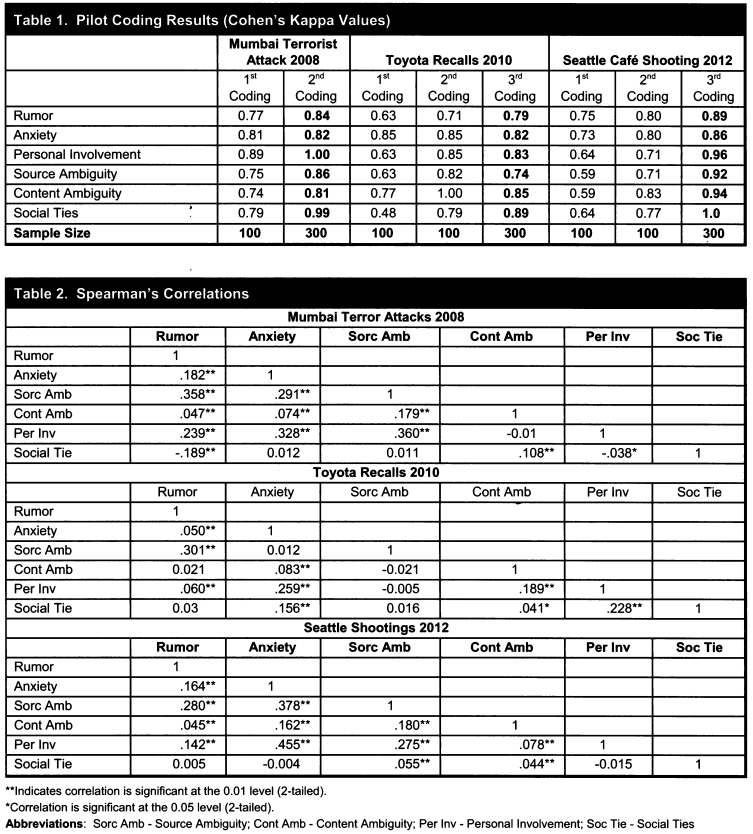 Table 1. Pilot Coding Results (Cohen's Kappa Values)
Mumbai Terrorist Attack 2008 Toyota Recalls 2010 Seattle Café Shooting 2012
1st Coding 2nd Coding 1st Coding 2nd Coding 3rd Coding 1st Coding 2nd Coding 3rd Coding
Rumor 0.77 0.84 0.63 0.71 0.79 0.75 0.80 0.89
Anxiety 0.81 0.82 0.85 0.85 0.82 0.73 0.80 0.86
Personal Involvement 0.89 1.00 0.63 0.85 0.83 0.64 0.71 0.96
Source Ambiguity 0.75 0.86 0.63 0.82 0.74 0.59 0.71 0.92
Content Ambiguity 0.74 0.81 0.77 1.00 0.85 0.59 0.83 0.94
Social Ties 0.79 0.99 0.48 0.79 0.89 0.64 0.77 1.0
Sample Size 100 300 100 100 300 100 100 300
Table 2. Spearman's Correlations
Mumbai Terror Attacks 2008
Rumor Anxiety Sorc Amb Cont Amb Per Inv Soc Tie
Rumor 1
Anxiety .182** 1
Sorc Amb .358** .291** 1
Cont Amb .047** .074** .179** 1
Per Inv .239** .328** .360** -0.01 1
Social Tie -.189** 0.012 0.011 .108** -.038* 1
Toyota Recalls 2010
Rumor Anxiety Sorc Amb Cont Amb Per Inv Soc Tie
Rumor 1
Anxiety .050** 1
Sorc Amb .301** 0.012 1
Cont Amb 0.021 .083** -0.021 1
Per Inv .060** .259** -0.005 .189** 1
Social Tie 0.03 .156** 0.016 .041* .228** 1
Seattle Shootings 2012
Rumor Anxiety Sorc Amb Cont Amb Per Inv Soc Tie
Rumor 1
Anxiety .164** 1
Sorc Amb .280** .378** 1
Cont Amb .045** .162** .180** 1
Per Inv .142** .455** .275** .078** 1
Social Tie 0.005 -0.004 .055** .044** -0.015 1
**Indicates correlation is significant at the 0.01 level (2-tailed).
*Correlation is significant at the 0.05 level (2-tailed).
Abbreviations: Sorc Amb - Source Ambiguity; Cont Amb - Content Ambiguity; Per Inv - Personal Involvement; Soc Tie - Social Ties